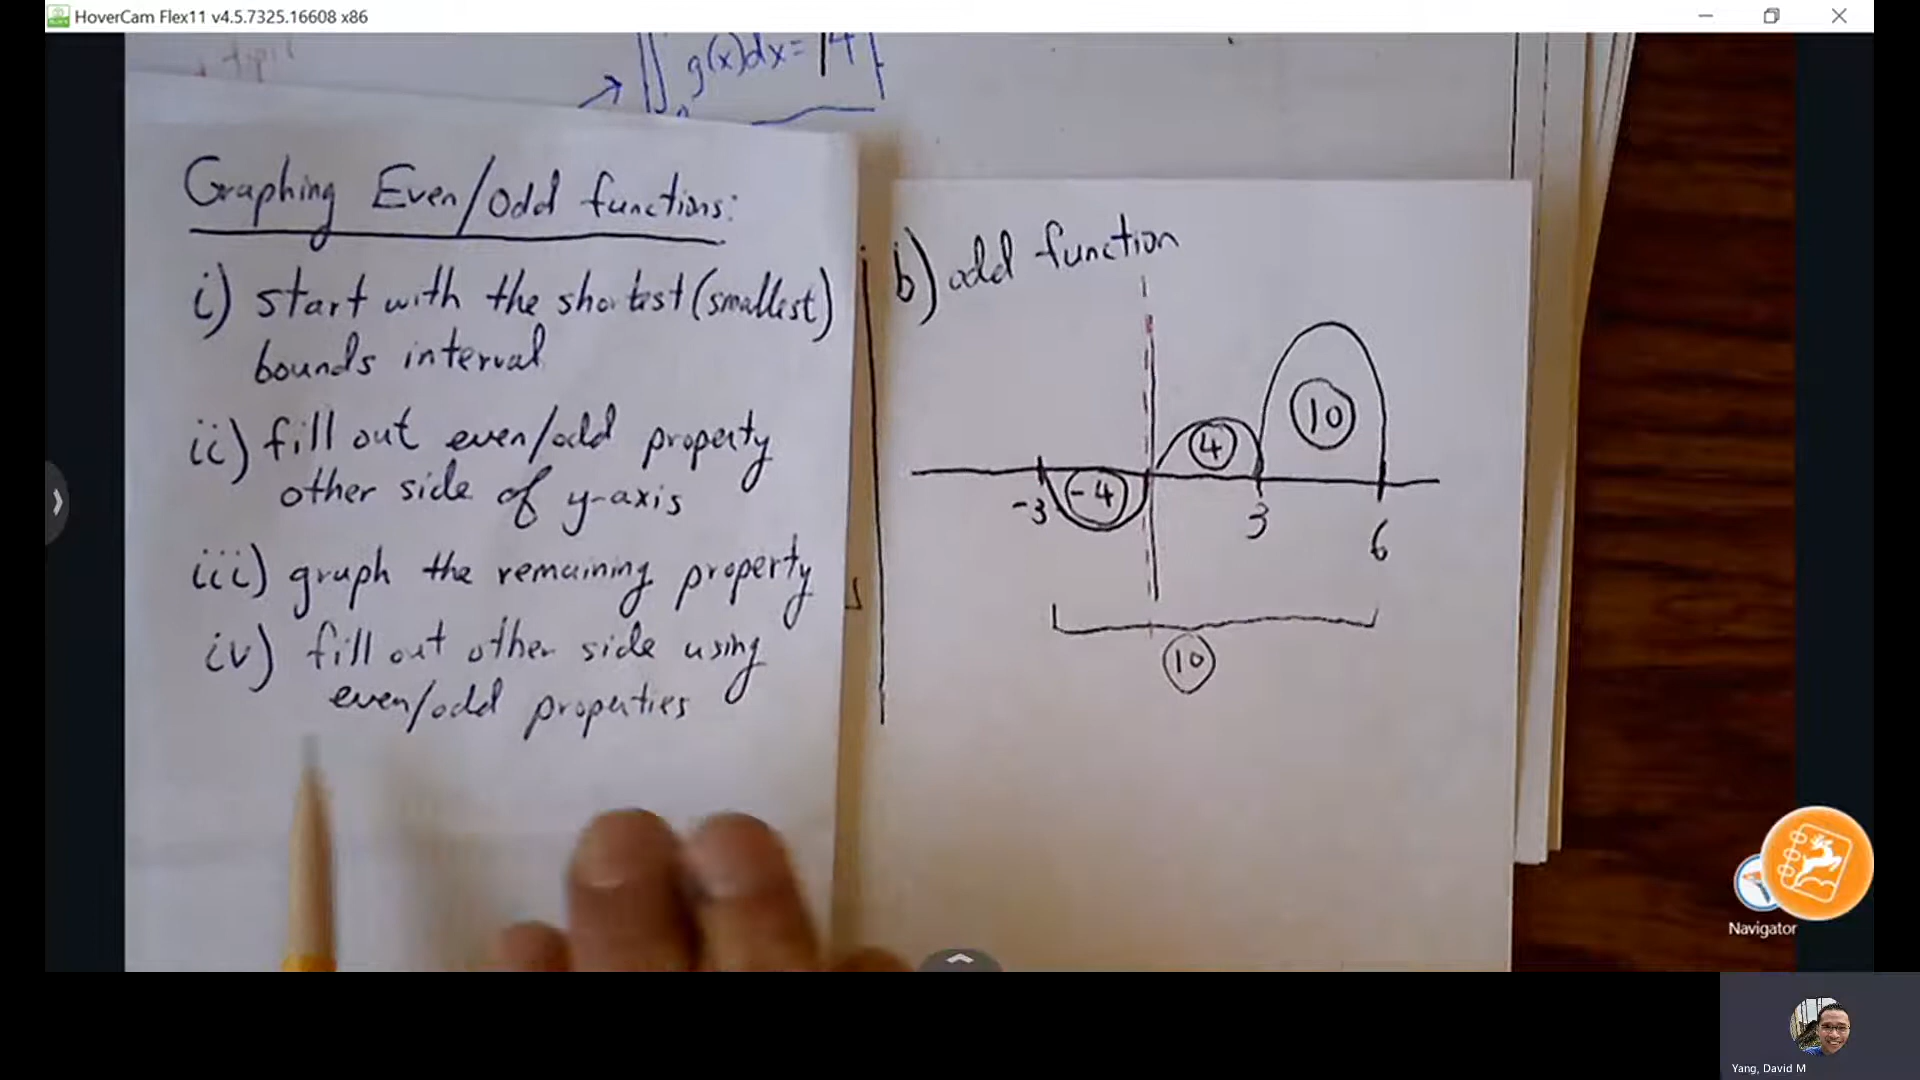 HoverCam Flex11 v4.5.7325.16608 x86
g(x)dx = 4
Graphing Even/Odd functions:
i) start with the shortest (smallest)
bounds interval
ii) fill out even/odd property
other side of y-axis
iii) graph the remaining property
iv) fill out other side using
even/odd properties
b) odd function
10
4
-4
-3
3
6
10
Navigator
Yang, David M